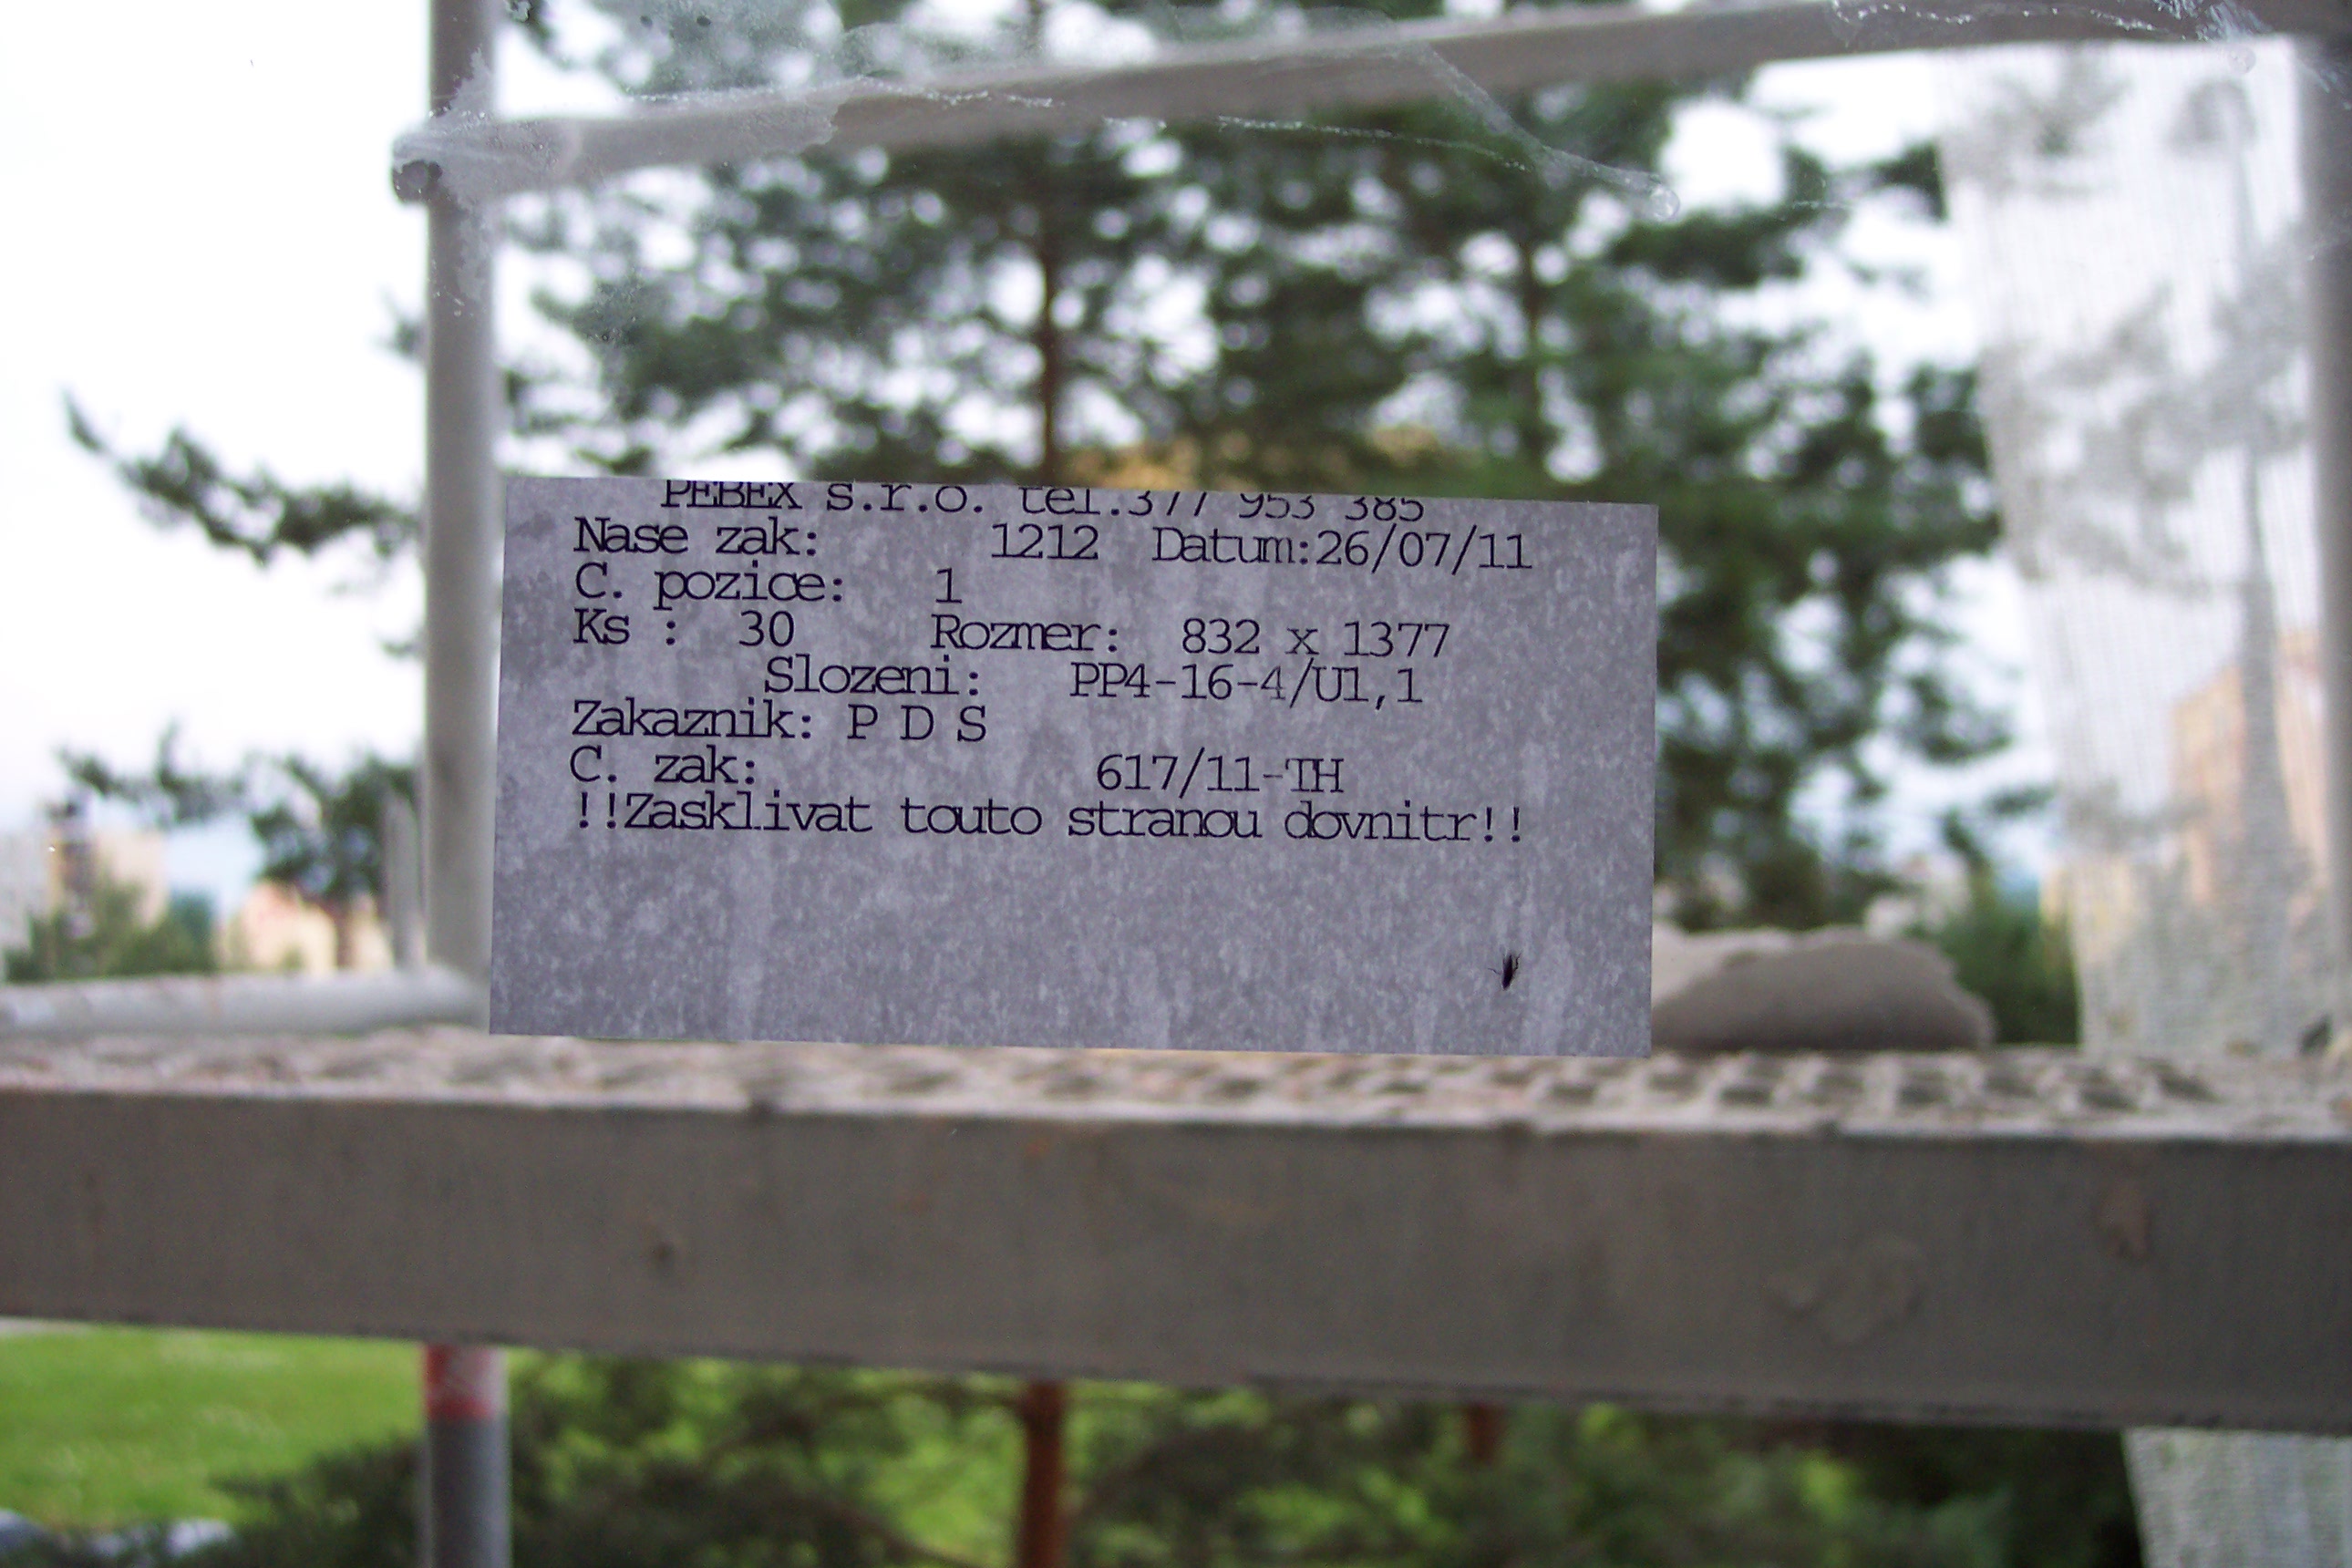 PEBEX s.r.o. tel.377 953 385
Nase zak: 1212 Datum:26/07/11
C. pozice: 1
Ks : 30 Rozmer: 832 x 1377
Slozeni: PP4-16-4/U1,1
Zakaznik: P D S
C. zak: 617/11-TH
!!Zasklivat touto stranou dovnitr!!